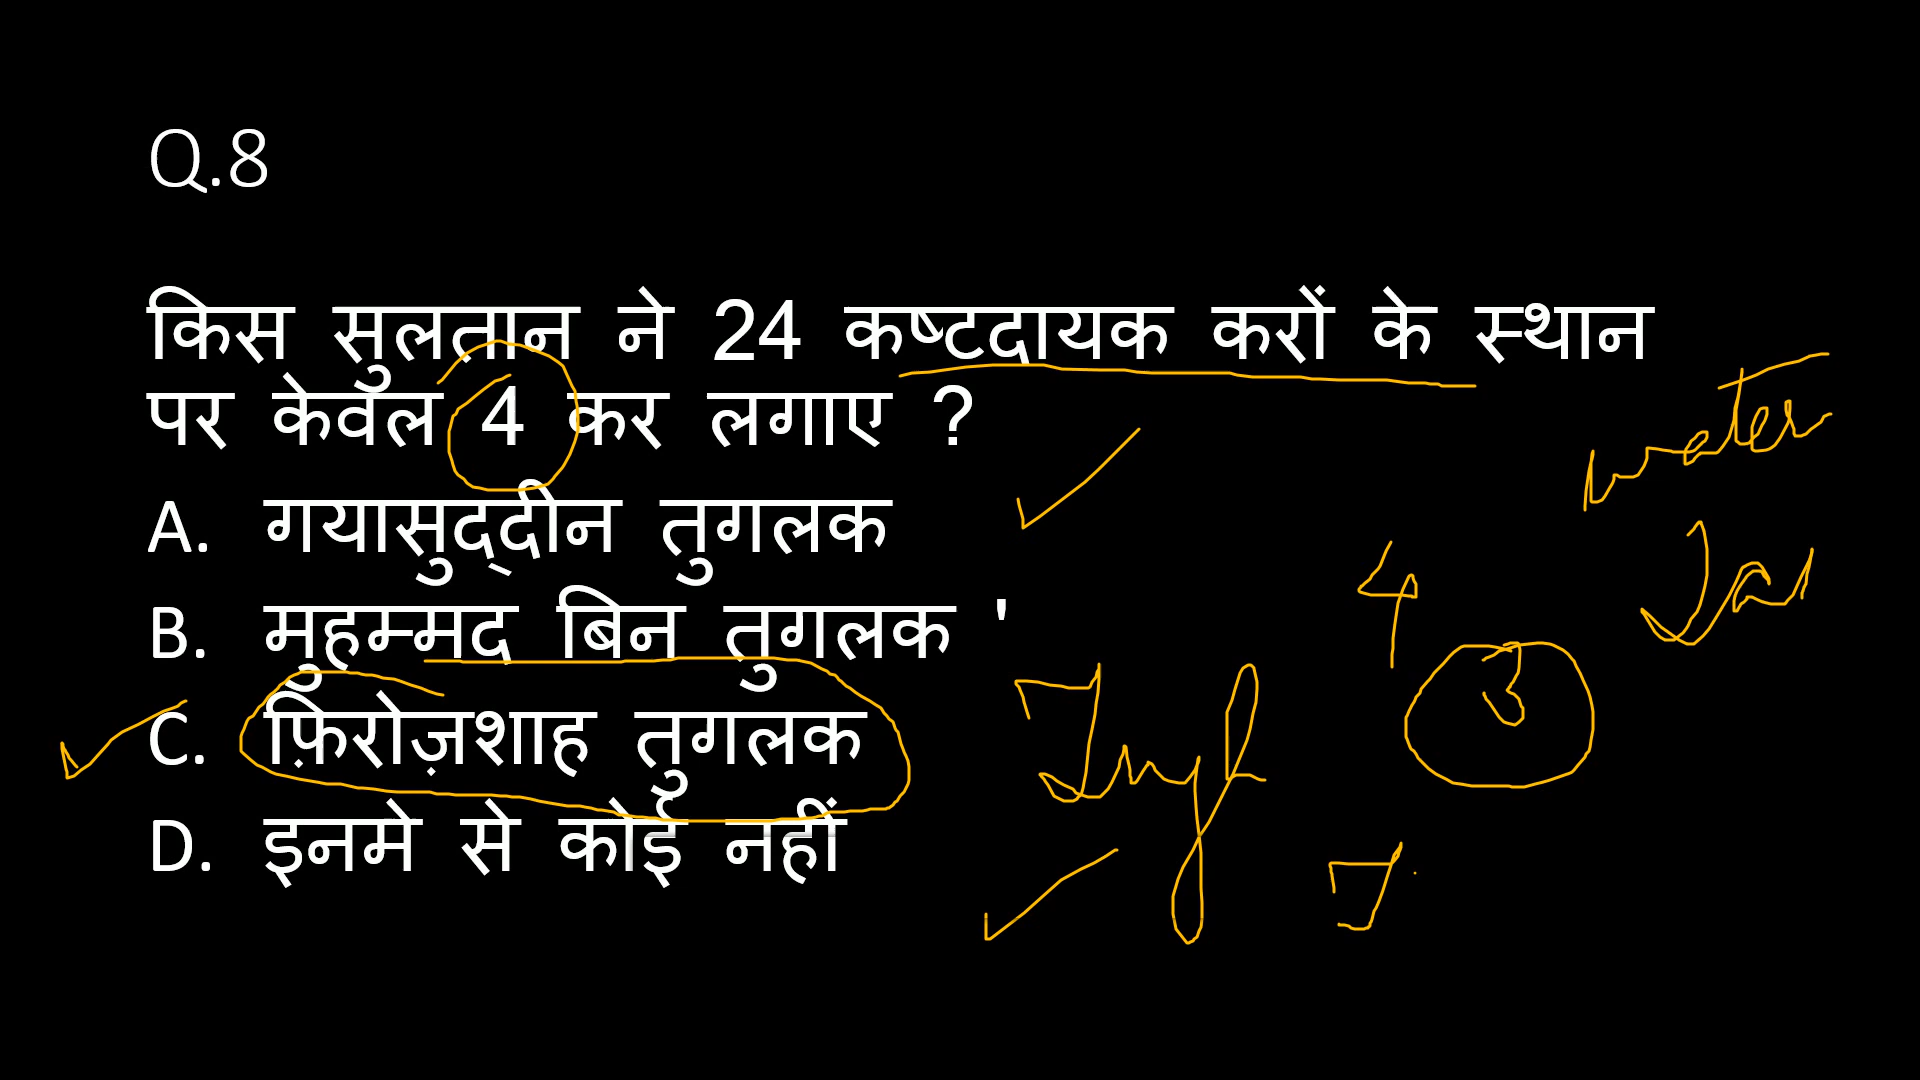 Q.8
किस सुलतान ने 24 कष्टदायक करों के स्थान
पर केवल 4 कर लगाए ?
A. गयासुद्दीन तुगलक
B. मुहम्मद बिन तुगलक '
C. फ़िरोज़शाह तुगलक
D. इनमे से कोई नहीं
water
4
3